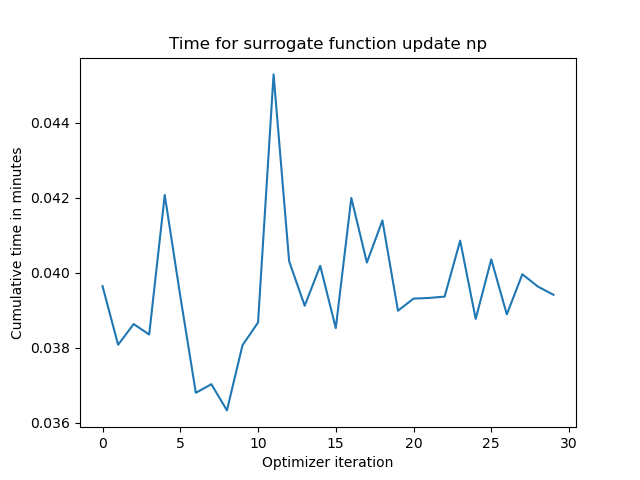 Time for surrogate function update np
Cumulative time in minutes
0.044
0.042
0.040
0.038
0.036
0 5 10 15 20 25 30
Optimizer iteration